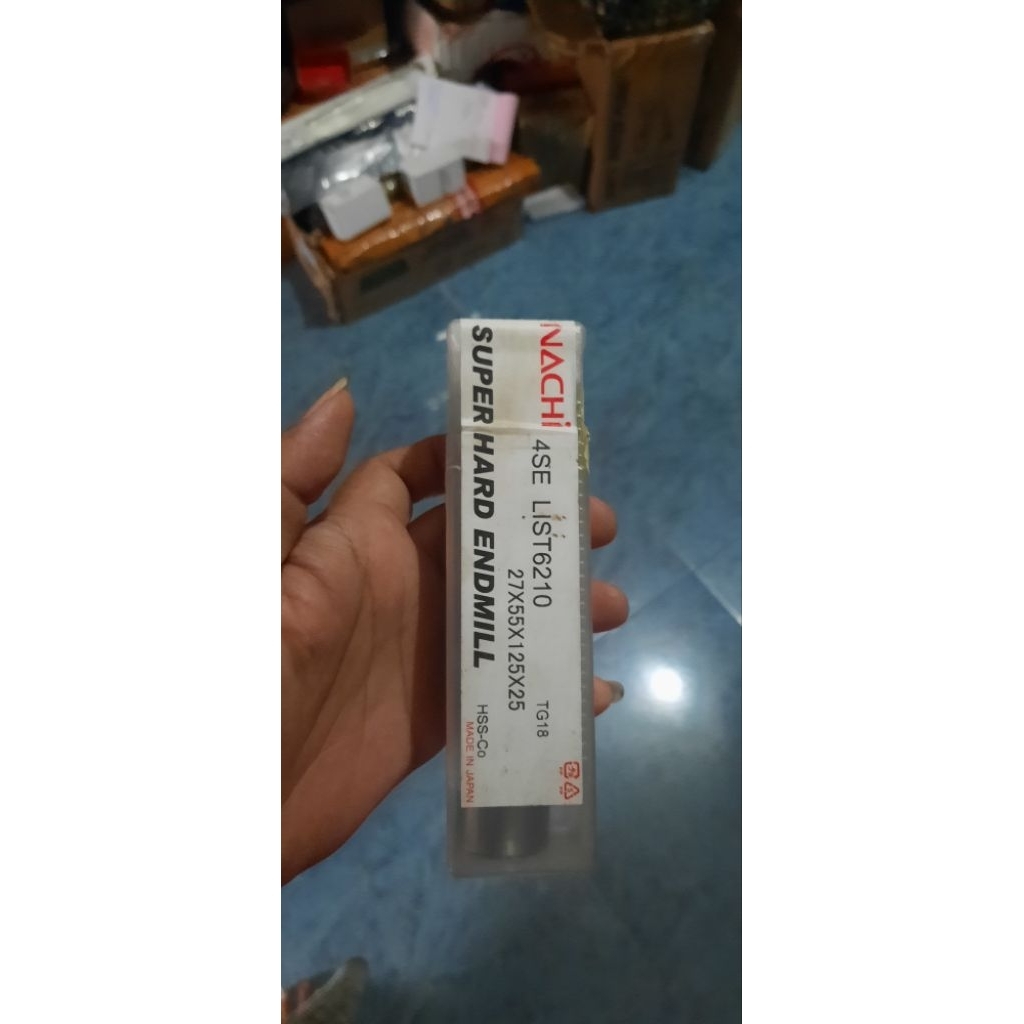 NACHi
4SE LIST6210
27X55X125X25
TG18
SUPER HARD ENDMILL
HSS-Co
MADE IN JAPAN